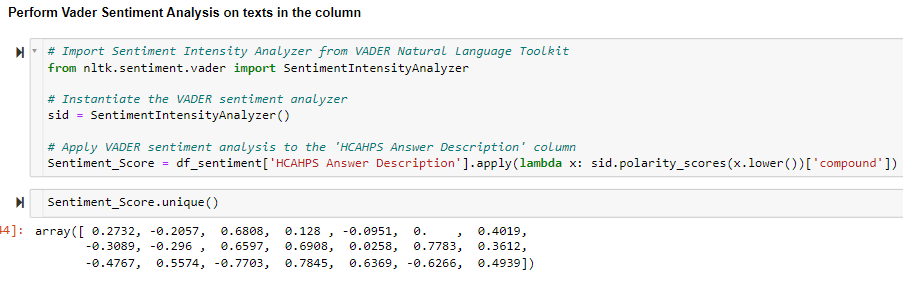 Perform Vader Sentiment Analysis on texts in the column
# Import Sentiment Intensity Analyzer from VADER Natural Language Toolkit
from nltk.sentiment.vader import SentimentIntensityAnalyzer
# Instantiate the VADER sentiment analyzer
sid = SentimentIntensityAnalyzer()
# Apply VADER sentiment analysis to the 'HCAHPS Answer Description' column
Sentiment_Score = df_sentiment['HCAHPS Answer Description'].apply(lambda x: sid.polarity_scores(x.lower())['compound'])
Sentiment_Score.unique()
44]: array([ 0.2732, -0.2057,  0.6808,  0.128 , -0.0951,  0.    ,  0.4019,
-0.3089, -0.296 ,  0.6597,  0.6908,  0.0258,  0.7783,  0.3612,
-0.4767,  0.5574, -0.7703,  0.7845,  0.6369, -0.6266,  0.4939])